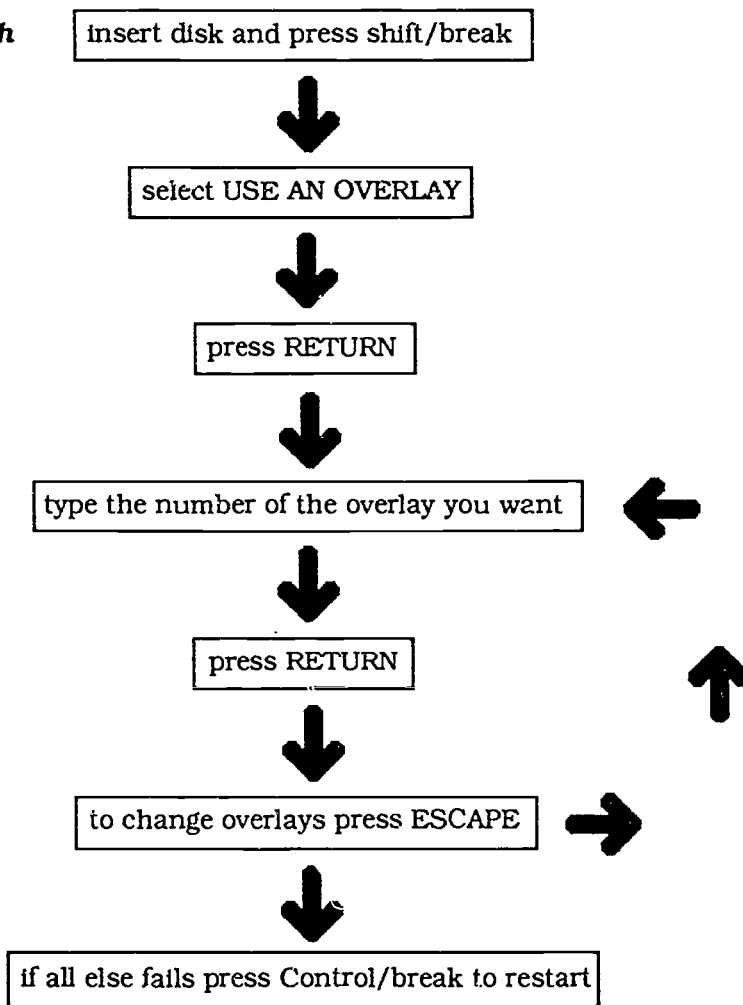 h
insert disk and press shift/break
select USE AN OVERLAY
press RETURN
type the number of the overlay you want
press RETURN
to change overlays press ESCAPE
if all else fails press Control/break to restart